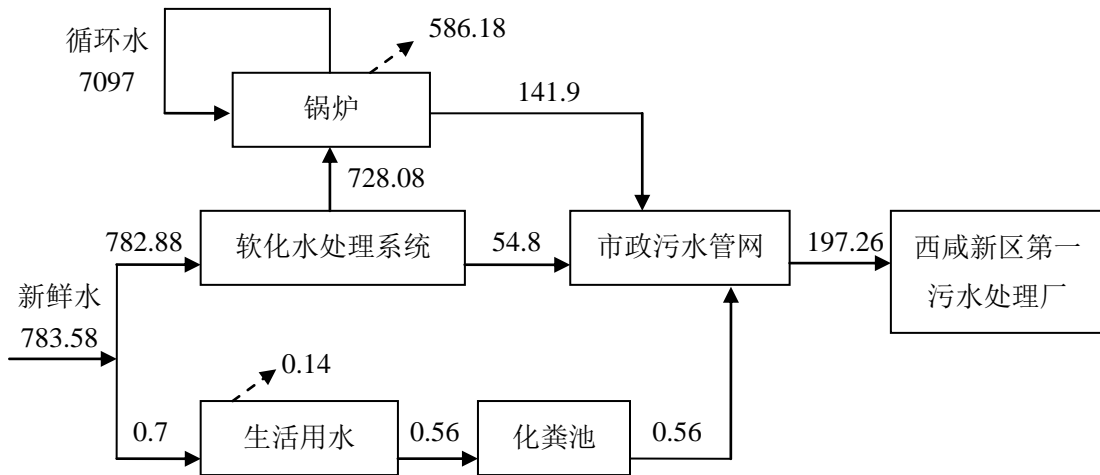 586.18
循环水
7097
锅炉
141.9
728.08
782.88
软化水处理系统
54.8
市政污水管网
197.26
西咸新区第一
污水处理厂
新鲜水
783.58
0.14
0.7
生活用水
0.56
化粪池
0.56